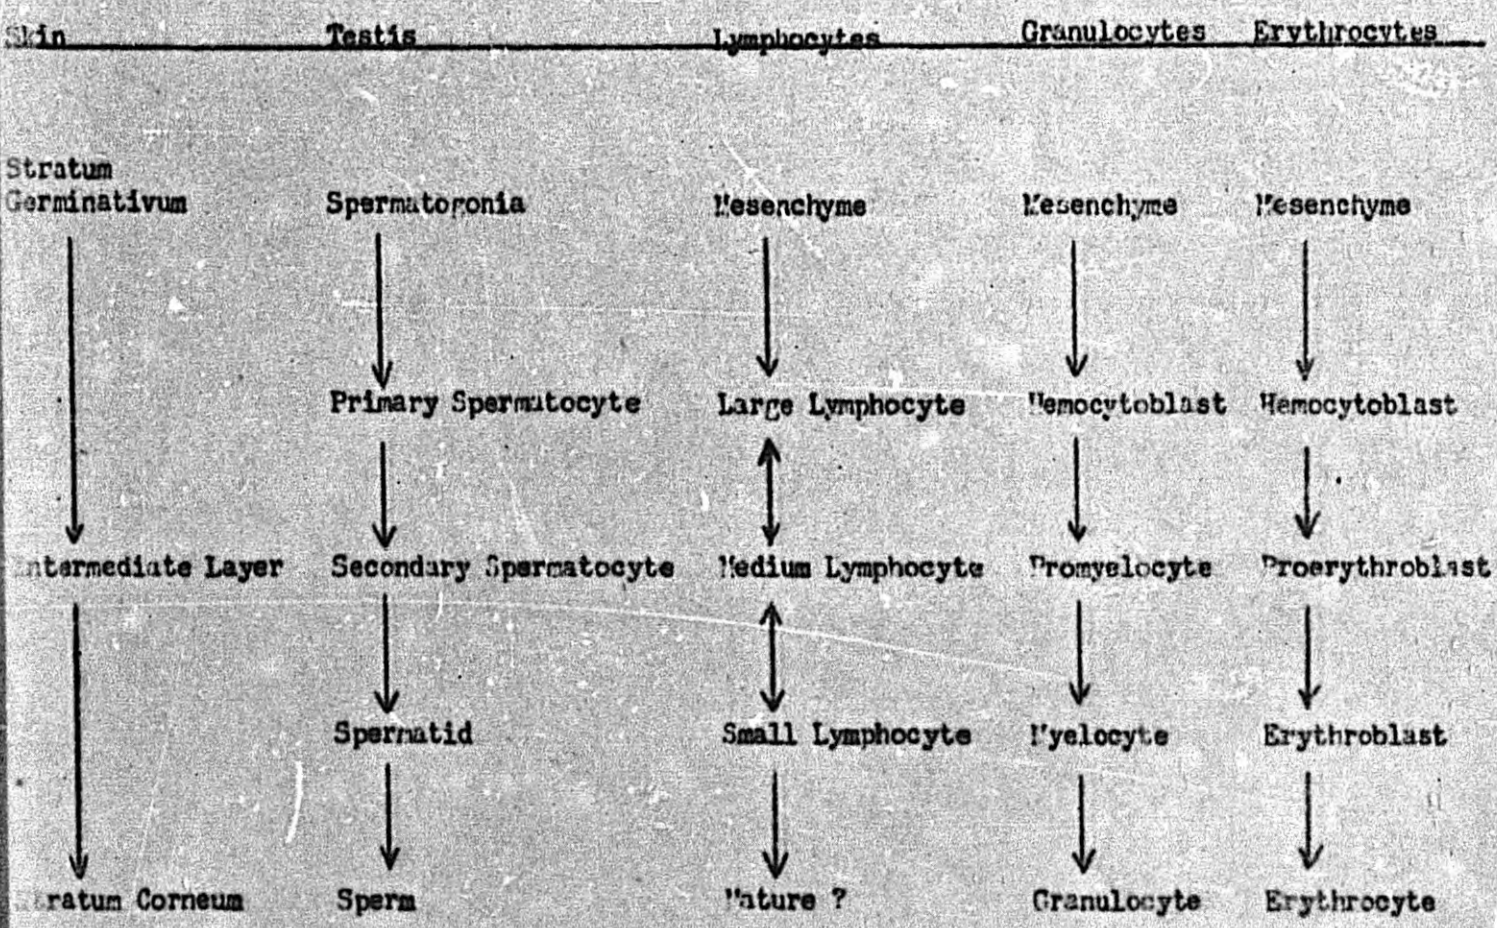 Skin Testis Lymphocytes Granulocytes Erythrocytes
Stratum
Germinativum Spermatogonia Mesenchyme Mesenchyme Mesenchyme
Primary Spermatocyte Large Lymphocyte Hemocytoblast Hemocytoblast
Intermediate Layer Secondary Spermatocyte Medium Lymphocyte Promyelocyte Proerythroblast
Spermatid Small Lymphocyte Myelocyte Erythroblast
Stratum Corneum Sperm Mature ? Granulocyte Erythrocyte